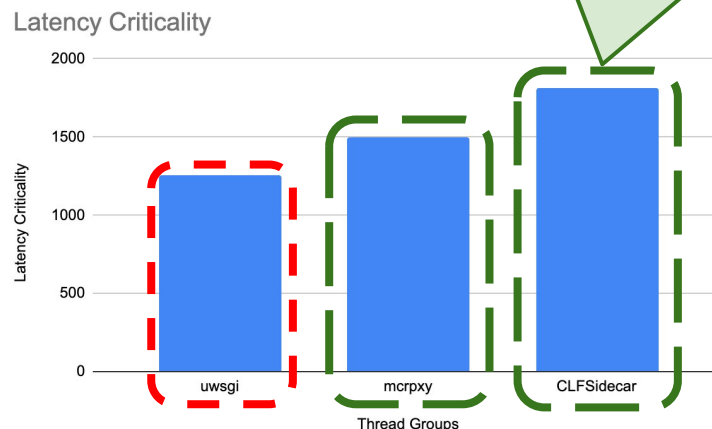 Latency Criticality
2000
1500
1000
500
0
Latency Criticality
uwsgi
mcrpxy
CLFSidecar
Thread Groups